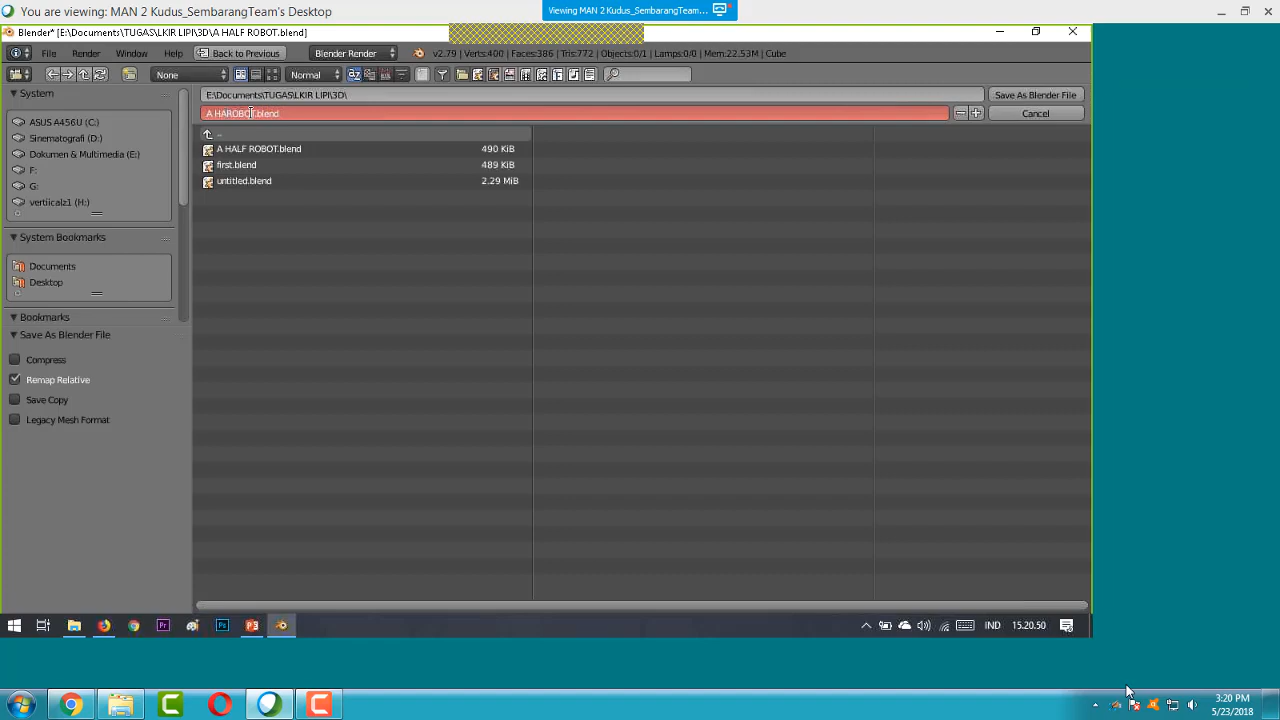 You are viewing: MAN 2 Kudus_SembarangTeam's Desktop
Viewing MAN 2 Kudus_SembarangTeam...
Blender* [E:\Documents\TUGAS\LKIR LIPI\3D\A HALF ROBOT.blend]
File Render Window Help Back to Previous Blender Render v2.79 | Verts:400 | Faces:386 | Tris:772 | Objects:0/1 | Lamps:0/0 | Mem:22.53M | Cube
None Normal
System
ASUS A456U (C:)
Sinematografi (D:)
Dokumen & Multimedia (E:)
F:
G:
vertiicalz1 (H:)
System Bookmarks
Documents
Desktop
Bookmarks
Save As Blender File
Compress
Remap Relative
Save Copy
Legacy Mesh Format
E:\Documents\TUGAS\LKIR LIPI\3D\ Save As Blender File
A HAROBOT.blend Cancel
..
A HALF ROBOT.blend 490 KiB
first.blend 489 KiB
untitled.blend 2.29 MiB
Pr Ps IND 15.20.50
3:20 PM
5/23/2018